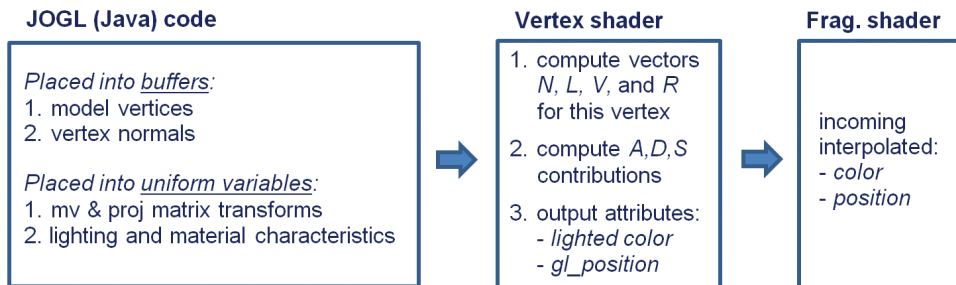 JOGL (Java) code
Placed into buffers:
1. model vertices
2. vertex normals
Placed into uniform variables:
1. mv & proj matrix transforms
2. lighting and material characteristics
Vertex shader
1. compute vectors
N, L, V, and R
for this vertex
2. compute A,D,S
contributions
3. output attributes:
- lighted color
- gl_position
Frag. shader
incoming
interpolated:
- color
- position